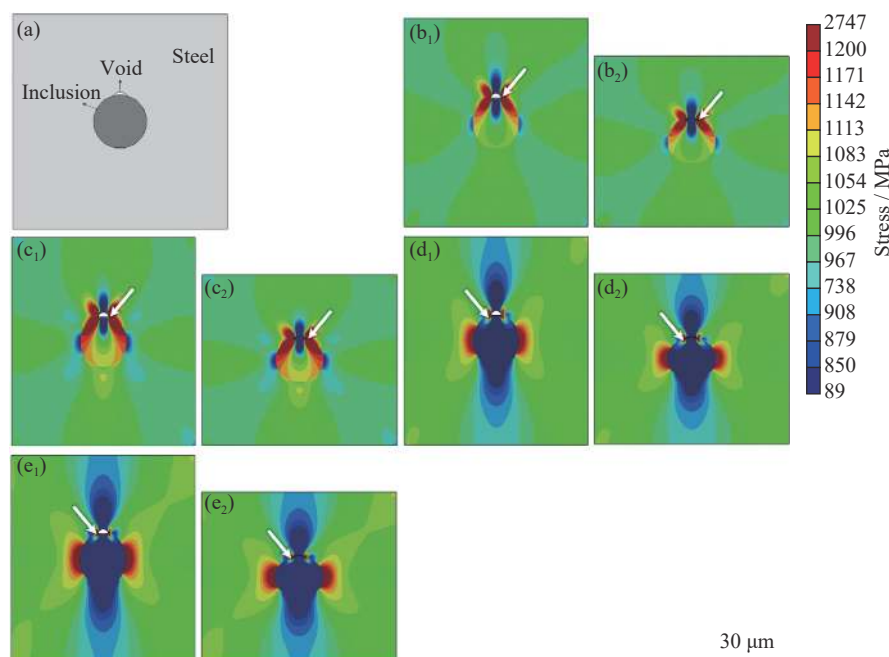 (a)
Steel
Void
Inclusion
(b1)
(b2)
2747
1200
1171
1142
1113
1083
1054
1025
996
967
738
908
879
850
89
Stress / MPa
(c1)
(c2)
(d1)
(d2)
(e1)
(e2)
30 μm